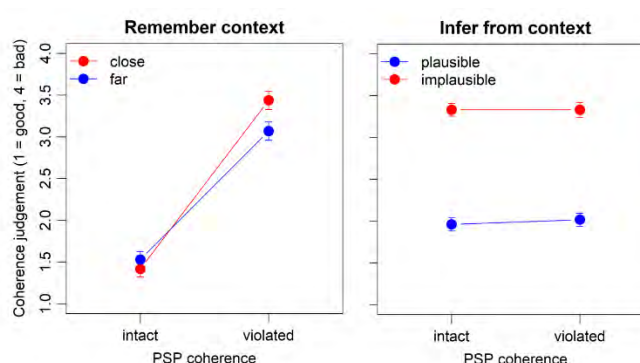 Remember context
Infer from context
Coherence judgement (1 = good, 4 = bad)
4.0
3.5
3.0
2.5
2.0
1.5
1.0
close
far
intact
violated
PSP coherence
plausible
implausible
intact
violated
PSP coherence